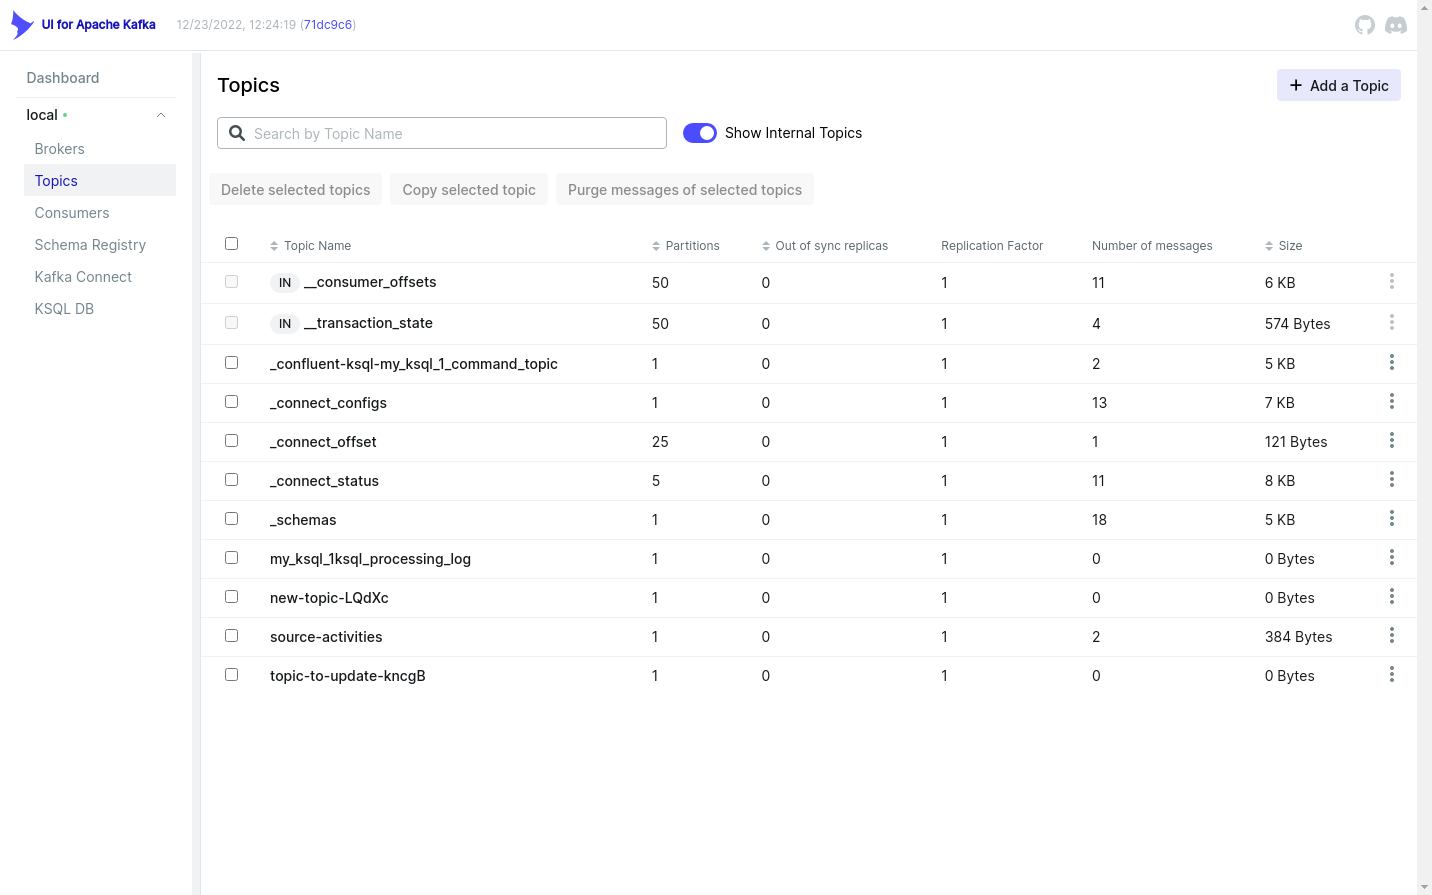 UI for Apache Kafka 12/23/2022, 12:24:19 (71dc9c6)
Dashboard
local
Brokers
Topics
Consumers
Schema Registry
Kafka Connect
KSQL DB
Topics
Add a Topic
Search by Topic Name
Show Internal Topics
Delete selected topics Copy selected topic Purge messages of selected topics
Topic Name Partitions Out of sync replicas Replication Factor Number of messages Size
IN __consumer_offsets 50 0 1 11 6 KB
IN __transaction_state 50 0 1 4 574 Bytes
_confluent-ksql-my_ksql_1_command_topic 1 0 1 2 5 KB
_connect_configs 1 0 1 13 7 KB
_connect_offset 25 0 1 1 121 Bytes
_connect_status 5 0 1 11 8 KB
_schemas 1 0 1 18 5 KB
my_ksql_1ksql_processing_log 1 0 1 0 0 Bytes
new-topic-LQdXc 1 0 1 0 0 Bytes
source-activities 1 0 1 2 384 Bytes
topic-to-update-kncgB 1 0 1 0 0 Bytes